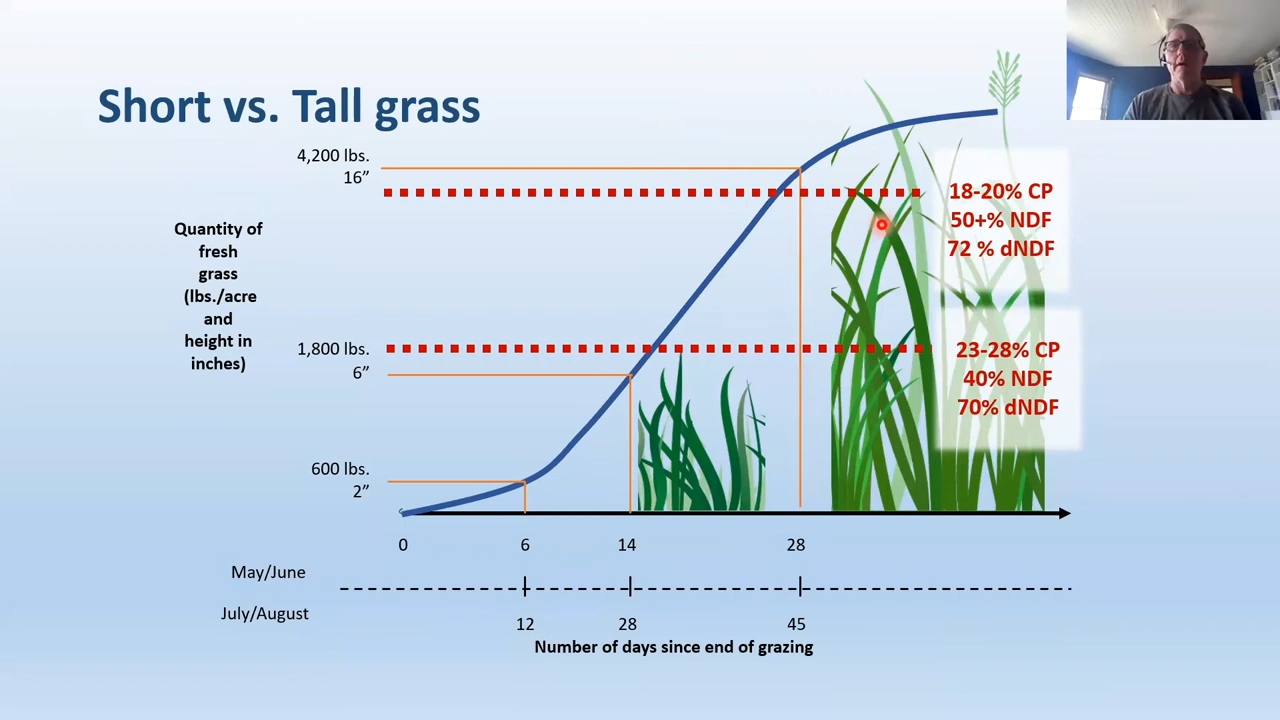 Short vs. Tall grass
4,200 lbs.
16”
18-20% CP
50+% NDF
72 % dNDF
Quantity of
fresh
grass
(lbs./acre
and
height in
inches)
1,800 lbs.
6”
23-28% CP
40% NDF
70% dNDF
600 lbs.
2”
0 6 14 28
May/June
July/August
12 28 45
Number of days since end of grazing